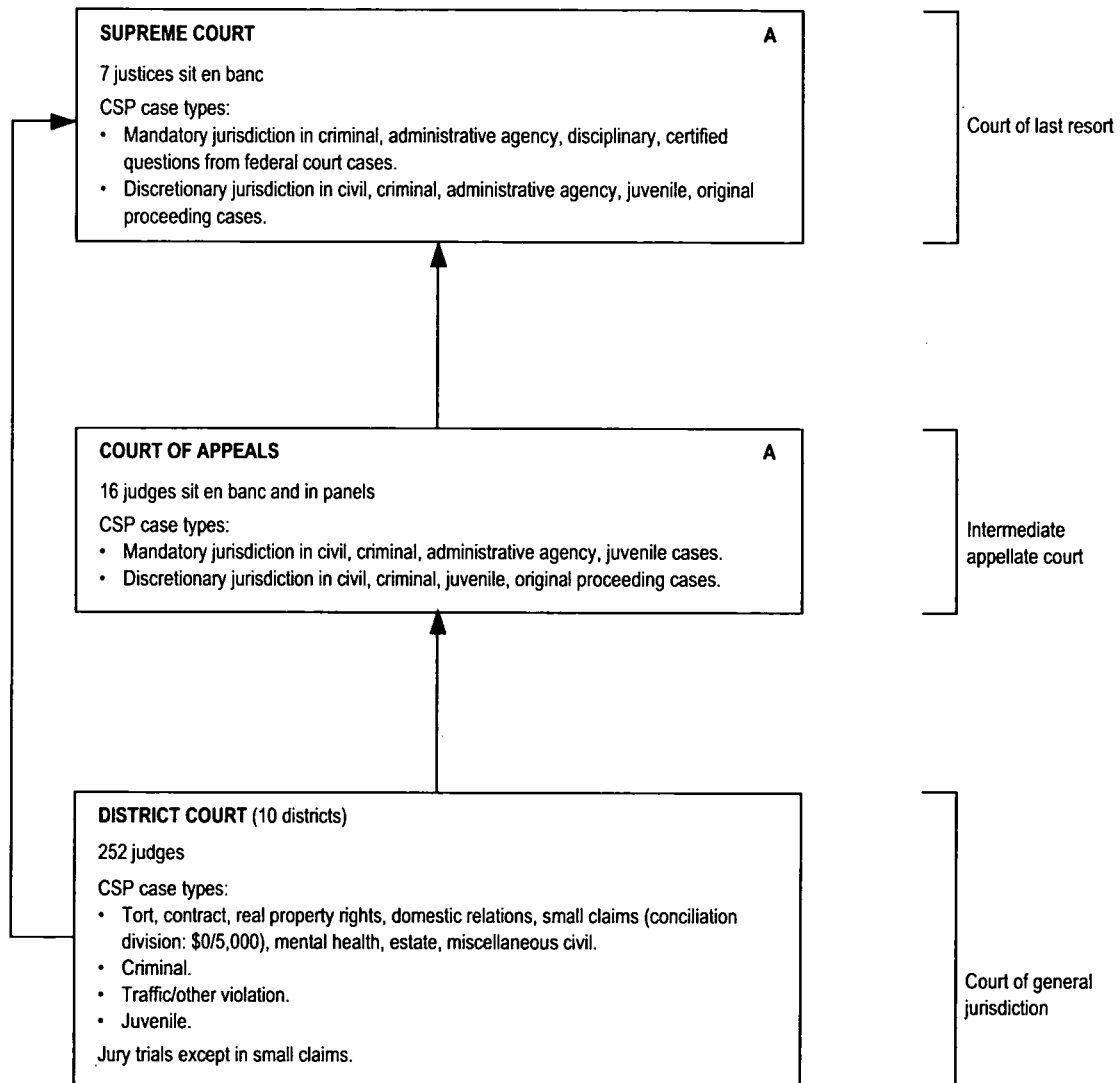 SUPREME COURT A
7 justices sit en banc
CSP case types:
• Mandatory jurisdiction in criminal, administrative agency, disciplinary, certified
questions from federal court cases.
• Discretionary jurisdiction in civil, criminal, administrative agency, juvenile, original
proceeding cases.
Court of last resort
COURT OF APPEALS A
16 judges sit en banc and in panels
CSP case types:
• Mandatory jurisdiction in civil, criminal, administrative agency, juvenile cases.
• Discretionary jurisdiction in civil, criminal, juvenile, original proceeding cases.
Intermediate
appellate court
DISTRICT COURT (10 districts)
252 judges
CSP case types:
• Tort, contract, real property rights, domestic relations, small claims (conciliation
division: $0/5,000), mental health, estate, miscellaneous civil.
• Criminal.
• Traffic/other violation.
• Juvenile.
Jury trials except in small claims.
Court of general
jurisdiction